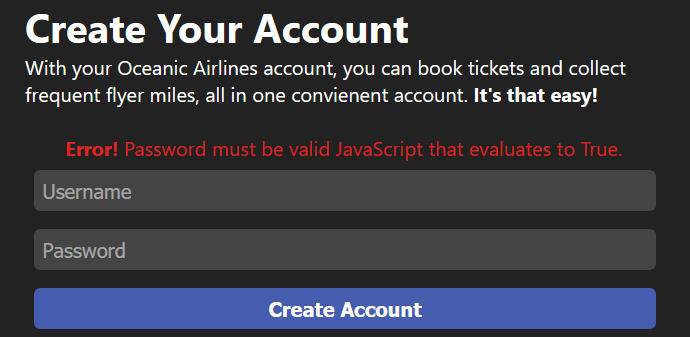 Create Your Account
With your Oceanic Airlines account, you can book tickets and collect
frequent flyer miles, all in one convienent account. It's that easy!
Error! Password must be valid JavaScript that evaluates to True.
Username
Password
Create Account